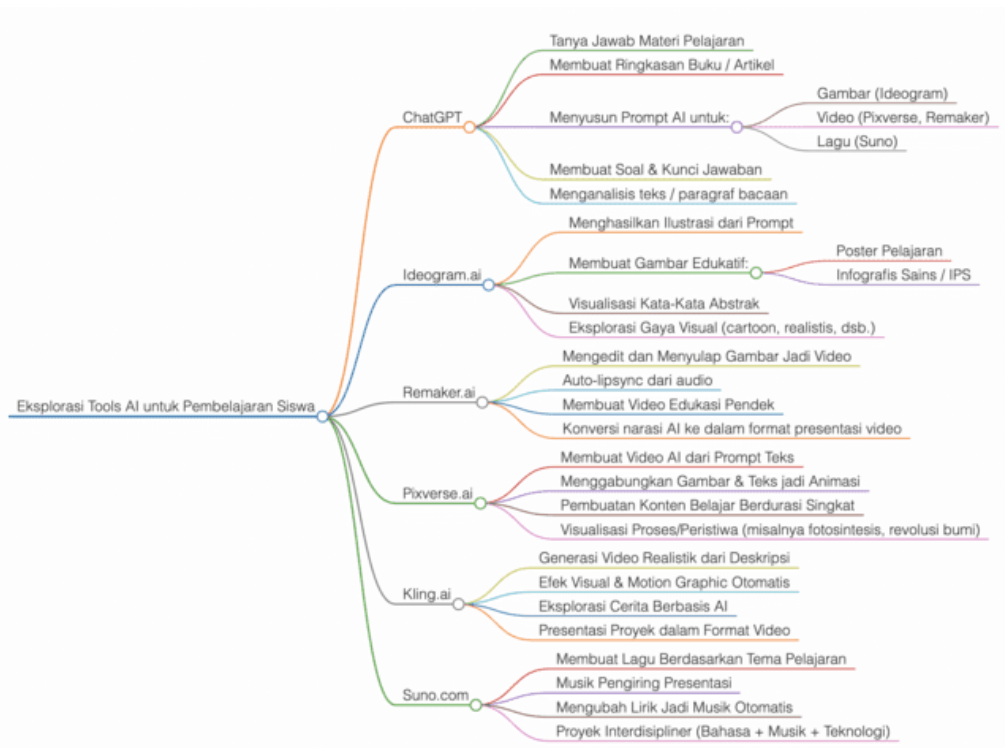 Eksplorasi Tools AI untuk Pembelajaran Siswa
ChatGPT
Tanya Jawab Materi Pelajaran
Membuat Ringkasan Buku / Artikel
Menyusun Prompt AI untuk:
Gambar (Ideogram)
Video (Pixverse, Remaker)
Lagu (Suno)
Membuat Soal & Kunci Jawaban
Menganalisis teks / paragraf bacaan
Ideogram.ai
Menghasilkan Ilustrasi dari Prompt
Membuat Gambar Edukatif:
Poster Pelajaran
Infografis Sains / IPS
Visualisasi Kata-Kata Abstrak
Eksplorasi Gaya Visual (cartoon, realistis, dsb.)
Remaker.ai
Mengedit dan Menyulap Gambar Jadi Video
Auto-lipsync dari audio
Membuat Video Edukasi Pendek
Konversi narasi AI ke dalam format presentasi video
Pixverse.ai
Membuat Video AI dari Prompt Teks
Menggabungkan Gambar & Teks jadi Animasi
Pembuatan Konten Belajar Berdurasi Singkat
Visualisasi Proses/Peristiwa (misalnya fotosintesis, revolusi bumi)
Kling.ai
Generasi Video Realistik dari Deskripsi
Efek Visual & Motion Graphic Otomatis
Eksplorasi Cerita Berbasis AI
Presentasi Proyek dalam Format Video
Suno.com
Membuat Lagu Berdasarkan Tema Pelajaran
Musik Pengiring Presentasi
Mengubah Lirik Jadi Musik Otomatis
Proyek Interdisipliner (Bahasa + Musik + Teknologi)